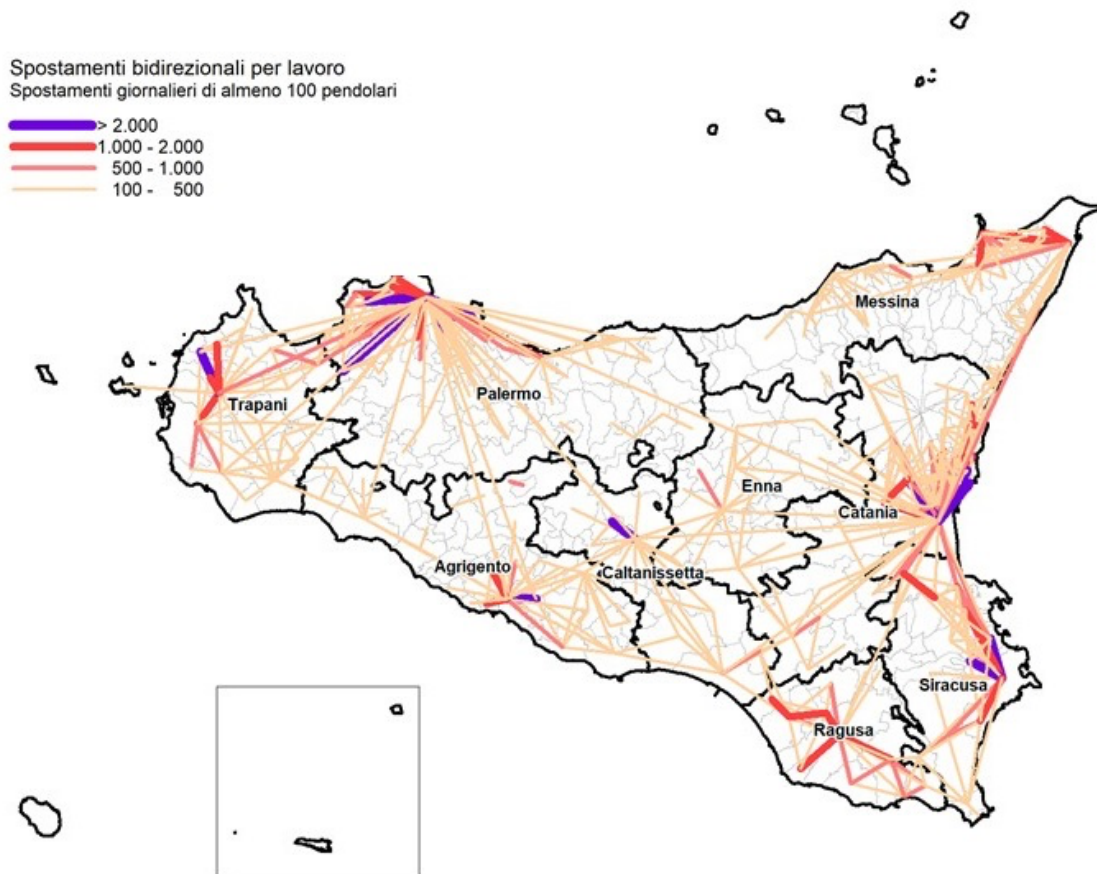 Spostamenti bidirezionali per lavoro
Spostamenti giornalieri di almeno 100 pendolari
> 2.000
1.000 - 2.000
500 - 1.000
100 - 500
Messina
Palermo
Trapani
Enna
Catania
Agrigento
Caltanissetta
Siracusa
Ragusa